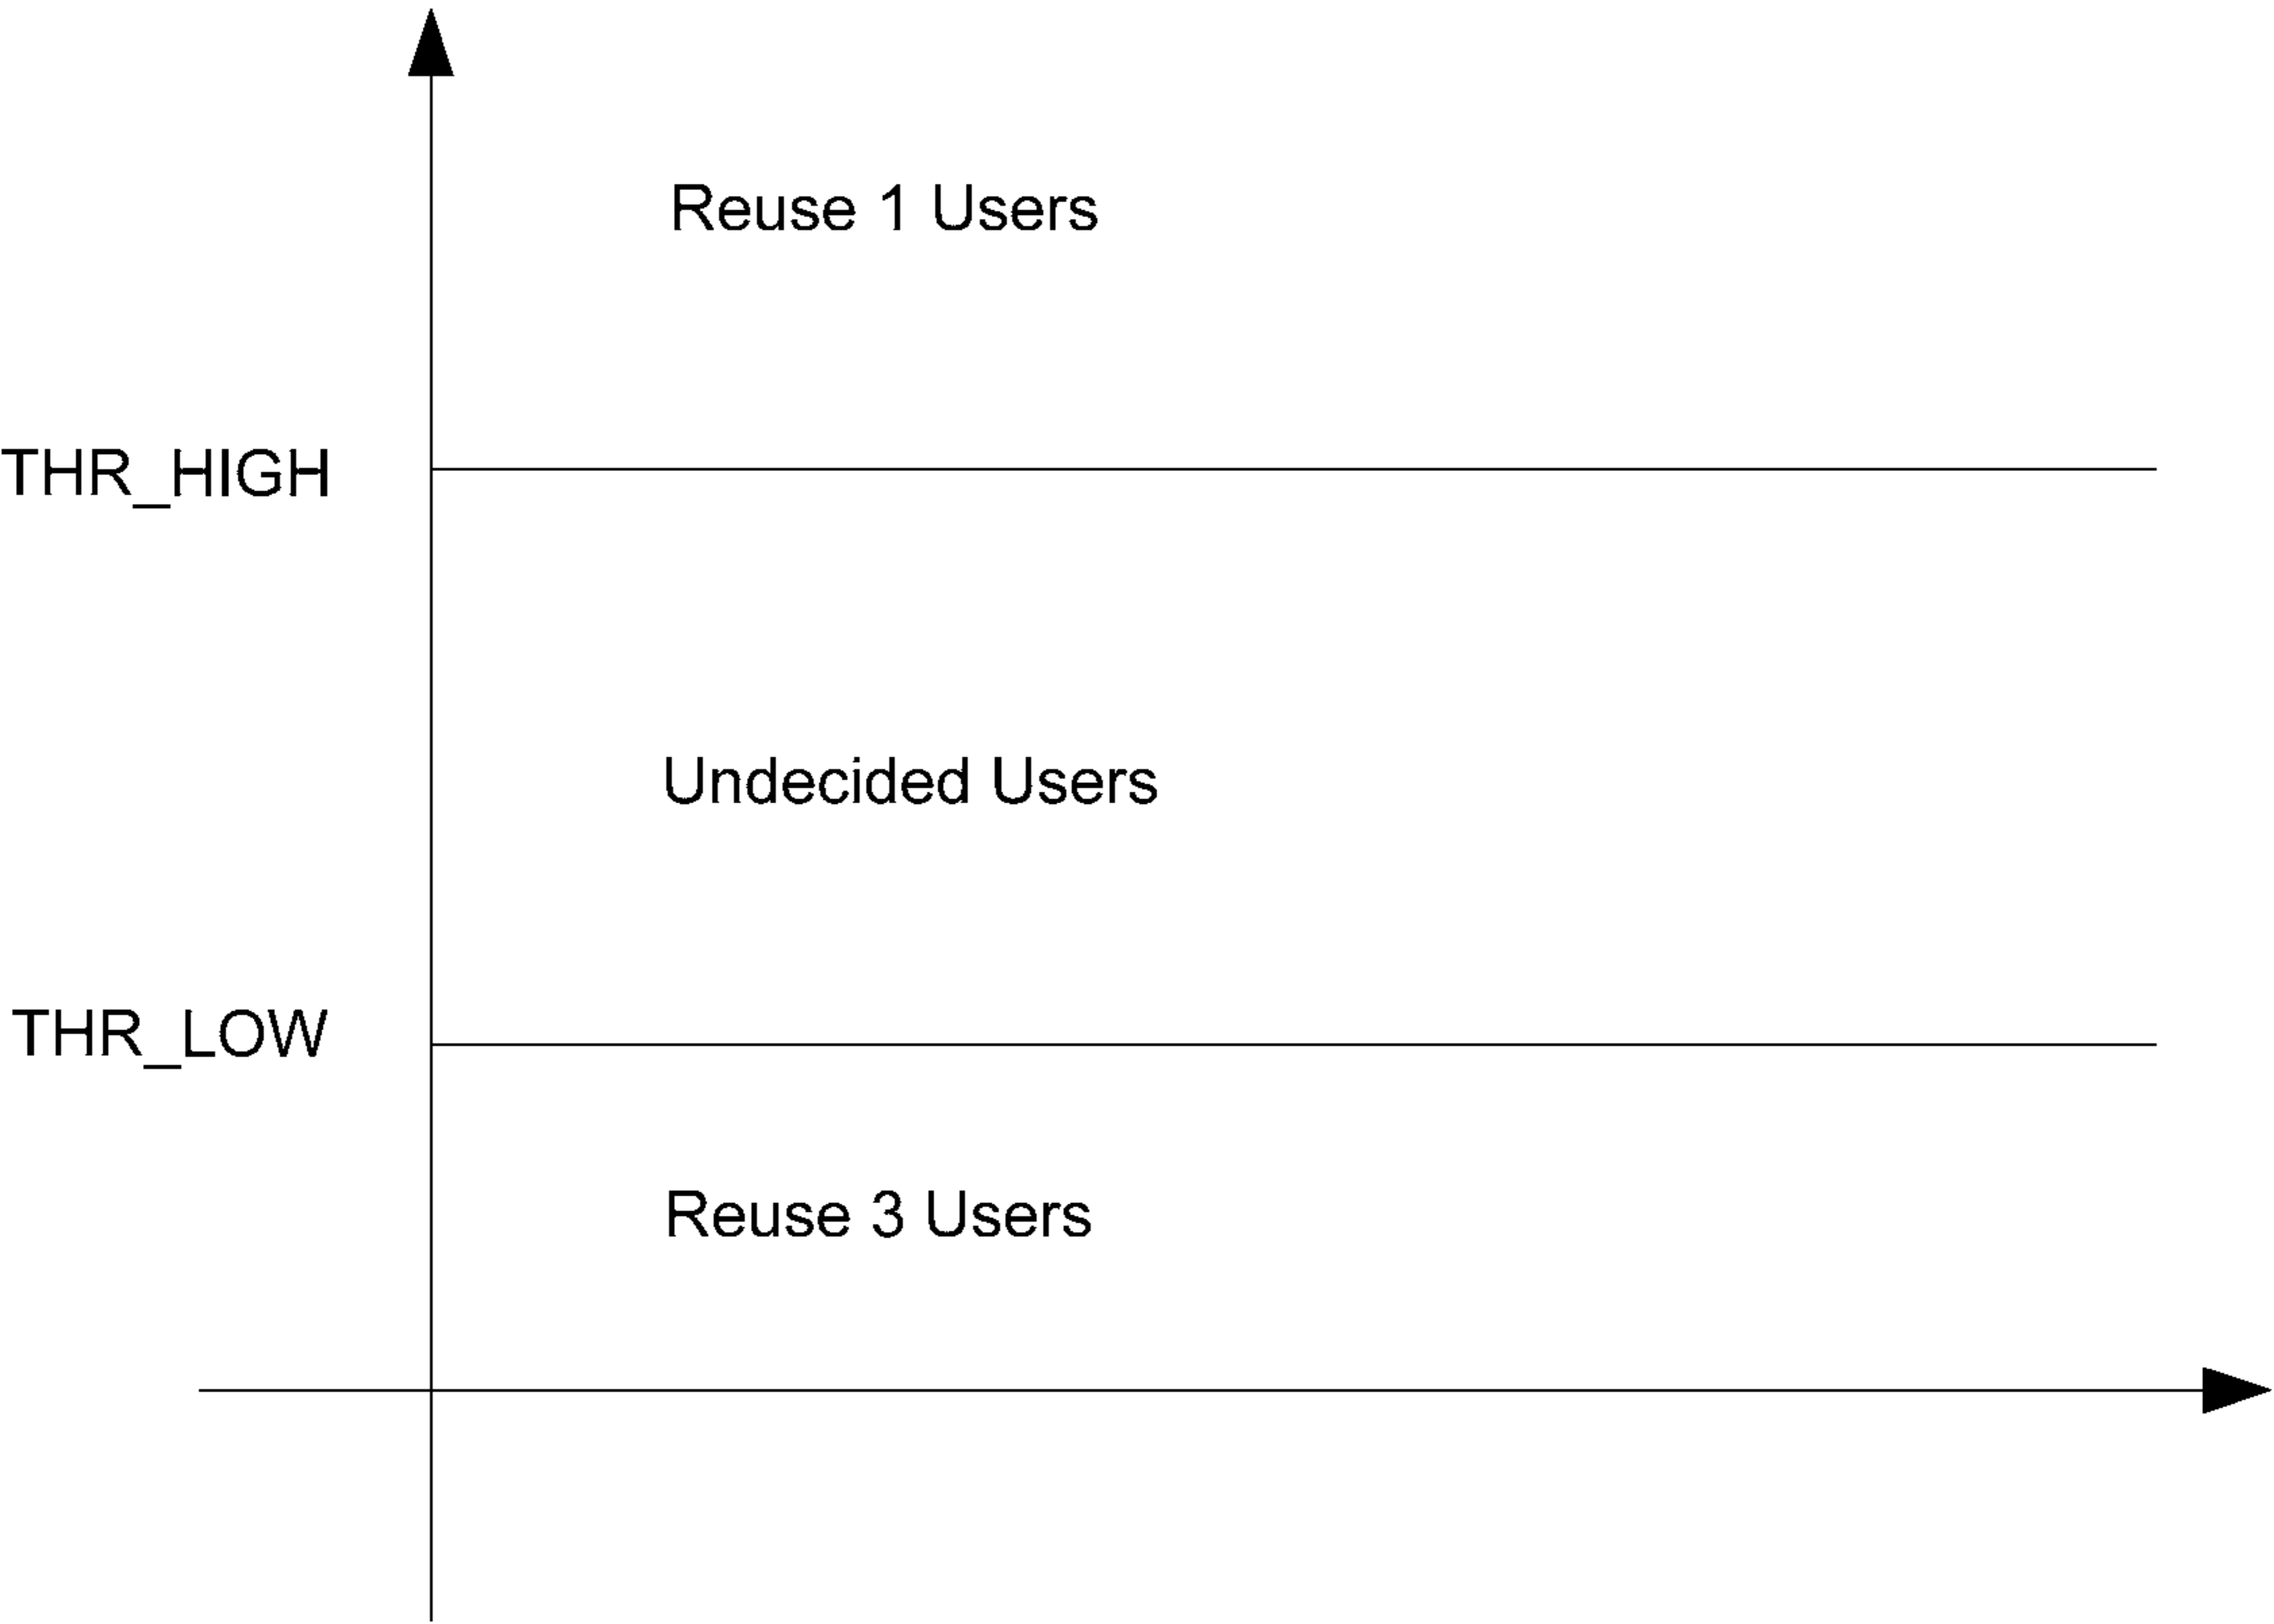 Reuse 1 Users
THR_HIGH
Undecided Users
THR_LOW
Reuse 3 Users